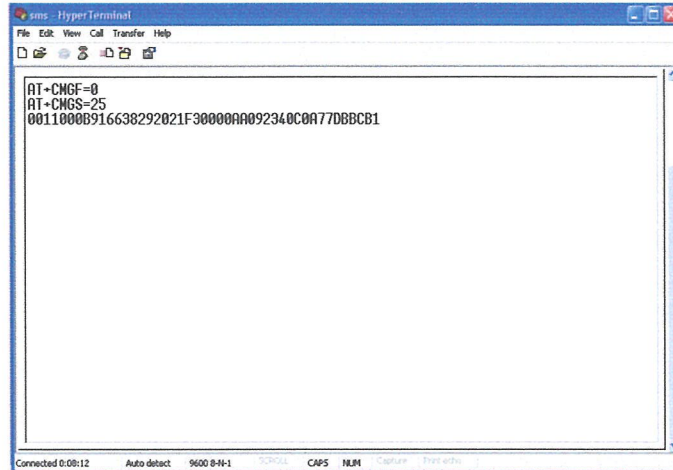 sms - HyperTerminal
File Edit View Call Transfer Help
AT+CMGF=0
AT+CMGS=25
0011000B916638292021F30000AA092340C0A77DBBCB1
Connected 0:08:12 Auto detect 9600 8-N-1 SCROLL CAPS NUM Capture Print echo